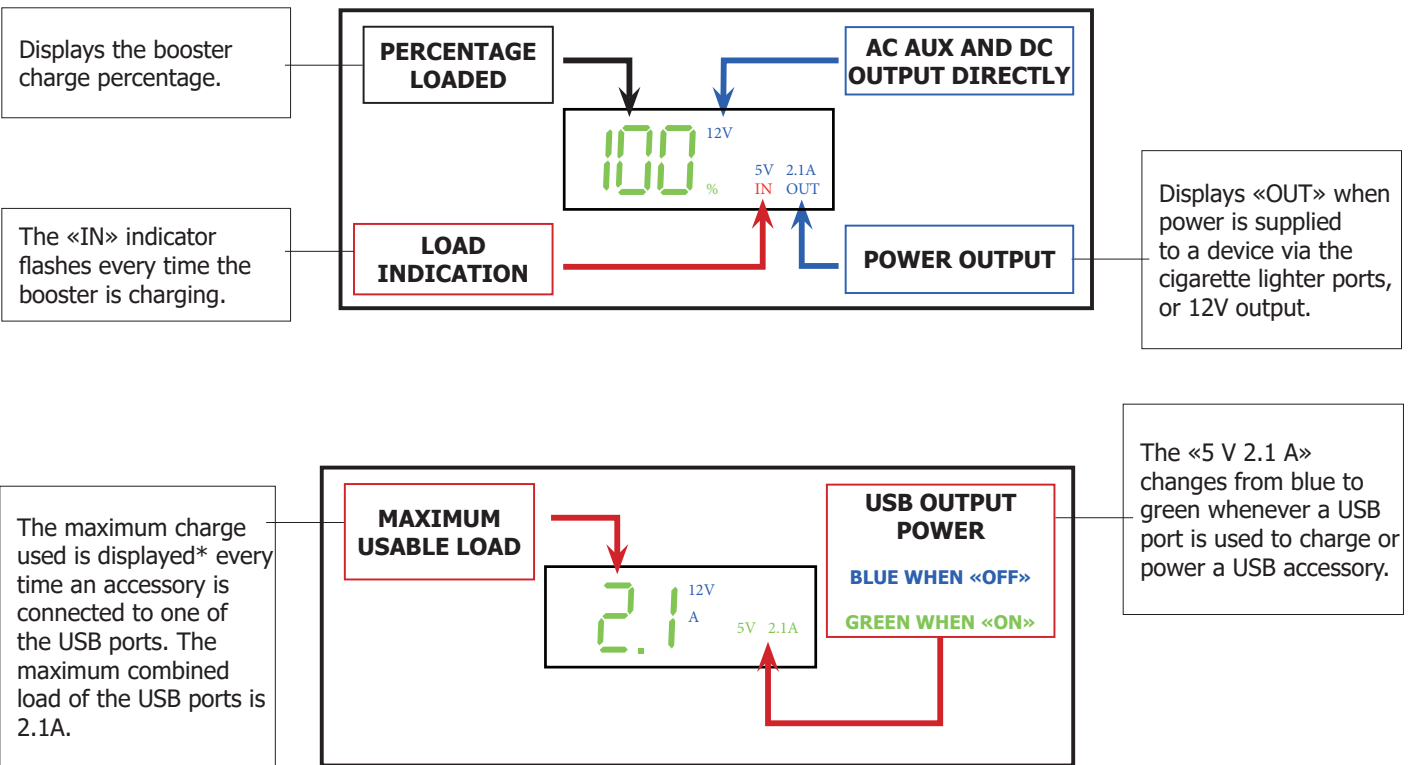 Displays the booster
charge percentage.
PERCENTAGE
LOADED
AC AUX AND DC
OUTPUT DIRECTLY
100
12V
%
5V 2.1A
IN OUT
The «IN» indicator
flashes every time the
booster is charging.
LOAD
INDICATION
POWER OUTPUT
Displays «OUT» when
power is supplied
to a device via the
cigarette lighter ports,
or 12V output.
The maximum charge
used is displayed* every
time an accessory is
connected to one of
the USB ports. The
maximum combined
load of the USB ports is
2.1A.
MAXIMUM
USABLE LOAD
2.1
12V
A
5V 2.1A
USB OUTPUT
POWER
BLUE WHEN «OFF»
GREEN WHEN «ON»
The «5 V 2.1 A»
changes from blue to
green whenever a USB
port is used to charge or
power a USB accessory.